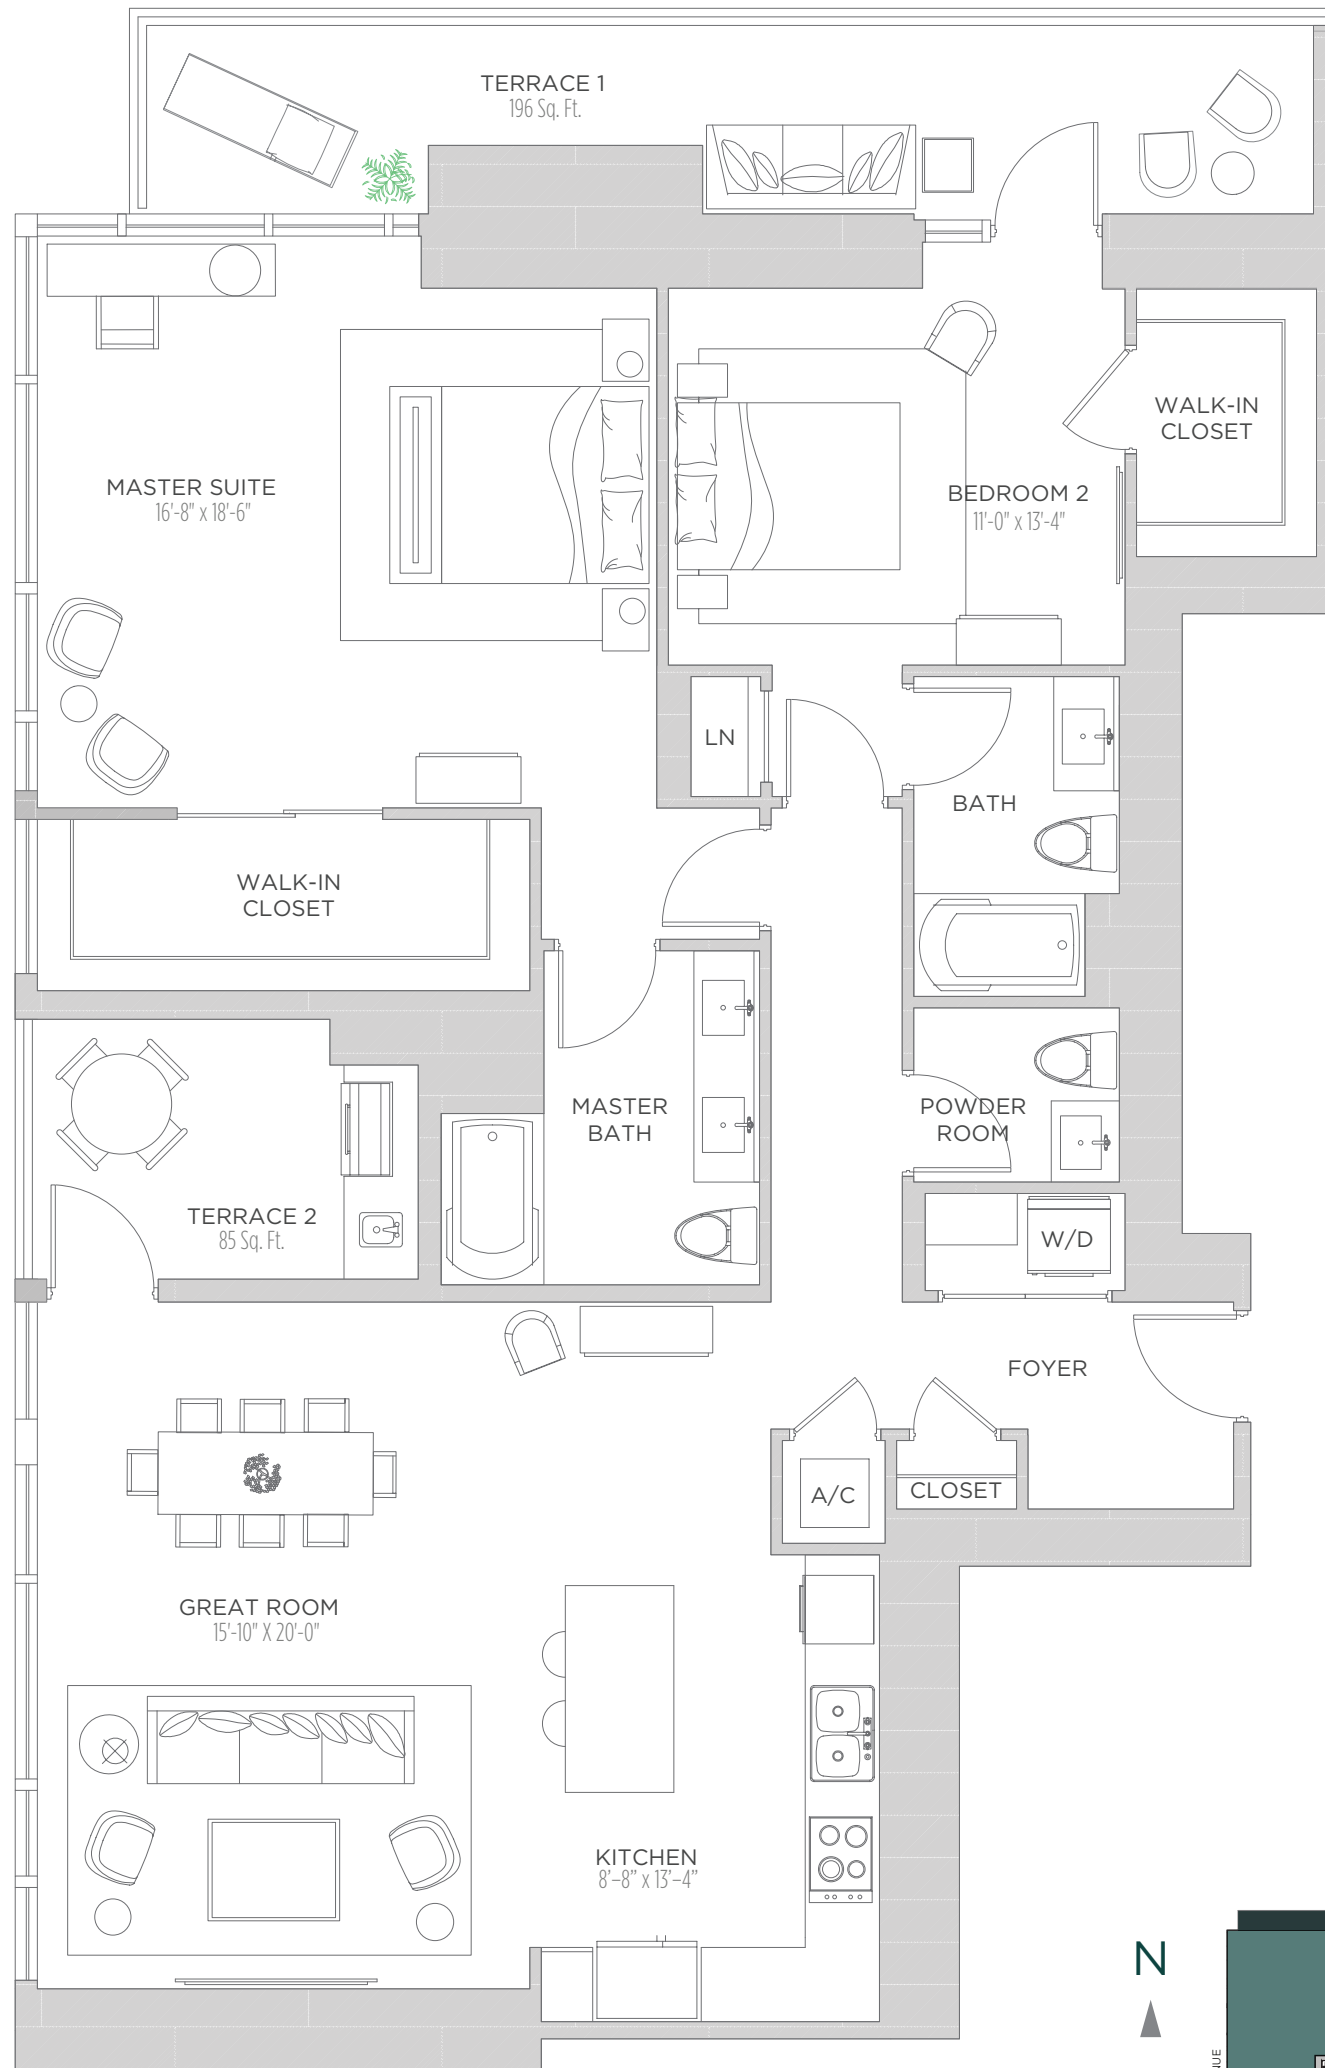 TERRACE 1
196 Sq. Ft.
MASTER SUITE
16'-8" x 18'-6"
WALK-IN
CLOSET
BEDROOM 2
11'-0" x 13'-4"
LN
BATH
WALK-IN
CLOSET
MASTER
BATH
POWDER
ROOM
TERRACE 2
85 Sq. Ft.
W/D
FOYER
A/C
CLOSET
GREAT ROOM
15'-10" X 20'-0"
KITCHEN
8'–8” x 13'–4”
N